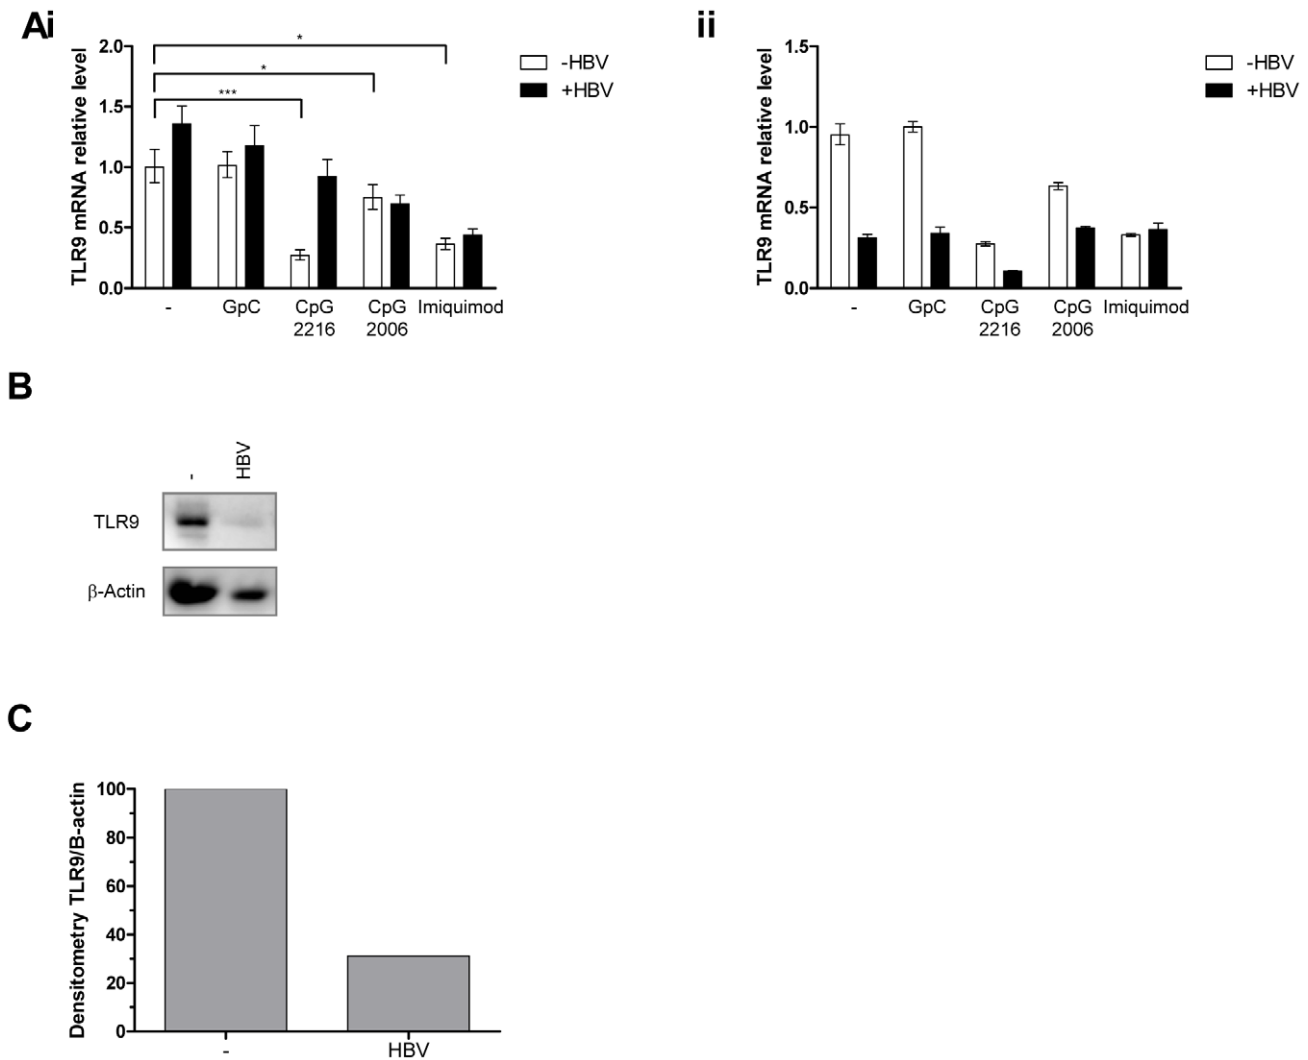 Ai
TLR9 mRNA relative level
2.0
1.5
1.0
0.5
0.0
*
*
***
-HBV
+HBV
- GpC CpG CpG Imiquimod
2216 2006
ii
TLR9 mRNA relative level
1.5
1.0
0.5
0.0
-HBV
+HBV
- GpC CpG CpG Imiquimod
2216 2006
B
- HBV
TLR9
β-Actin
C
Densitometry TLR9/B-actin
100
80
60
40
20
0
- HBV